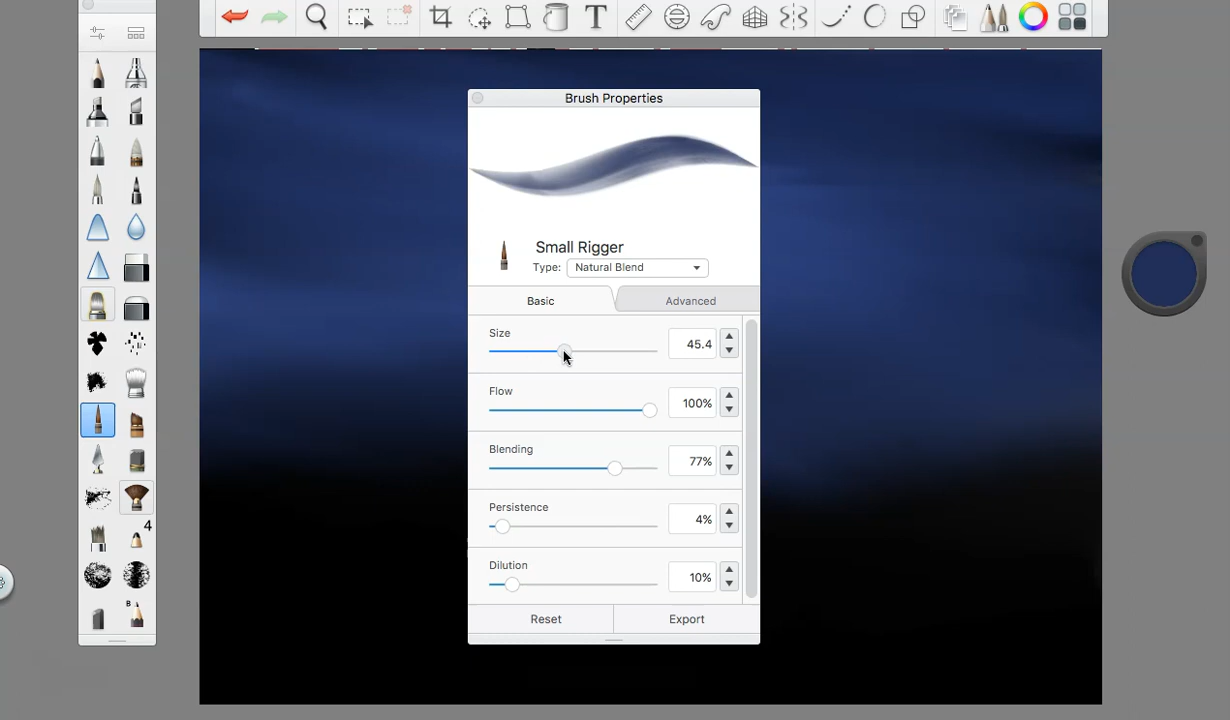 T
Brush Properties
Small Rigger
Type: Natural Blend
Basic Advanced
Size
45.4
Flow
100%
Blending
77%
Persistence
4%
Dilution
10%
Reset Export
4
B